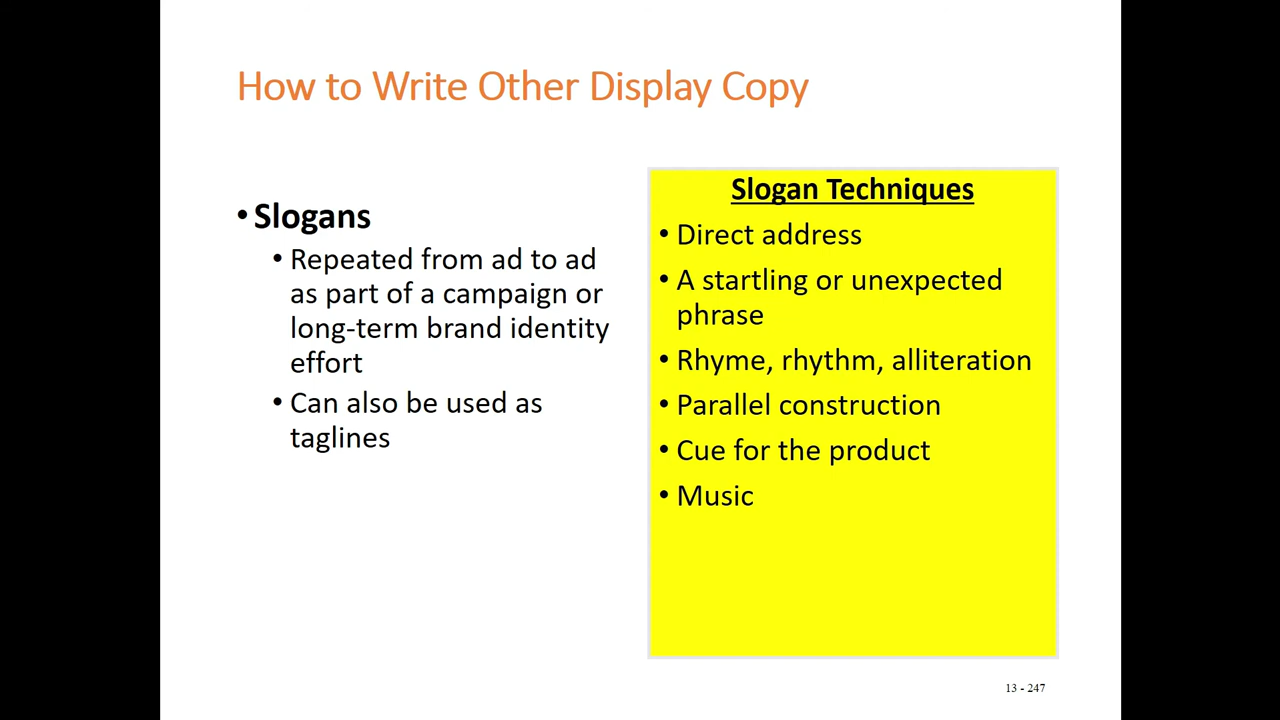 How to Write Other Display Copy
• Slogans
• Repeated from ad to ad
as part of a campaign or
long-term brand identity
effort
• Can also be used as
taglines
Slogan Techniques
• Direct address
• A startling or unexpected
phrase
• Rhyme, rhythm, alliteration
• Parallel construction
• Cue for the product
• Music
13 - 247